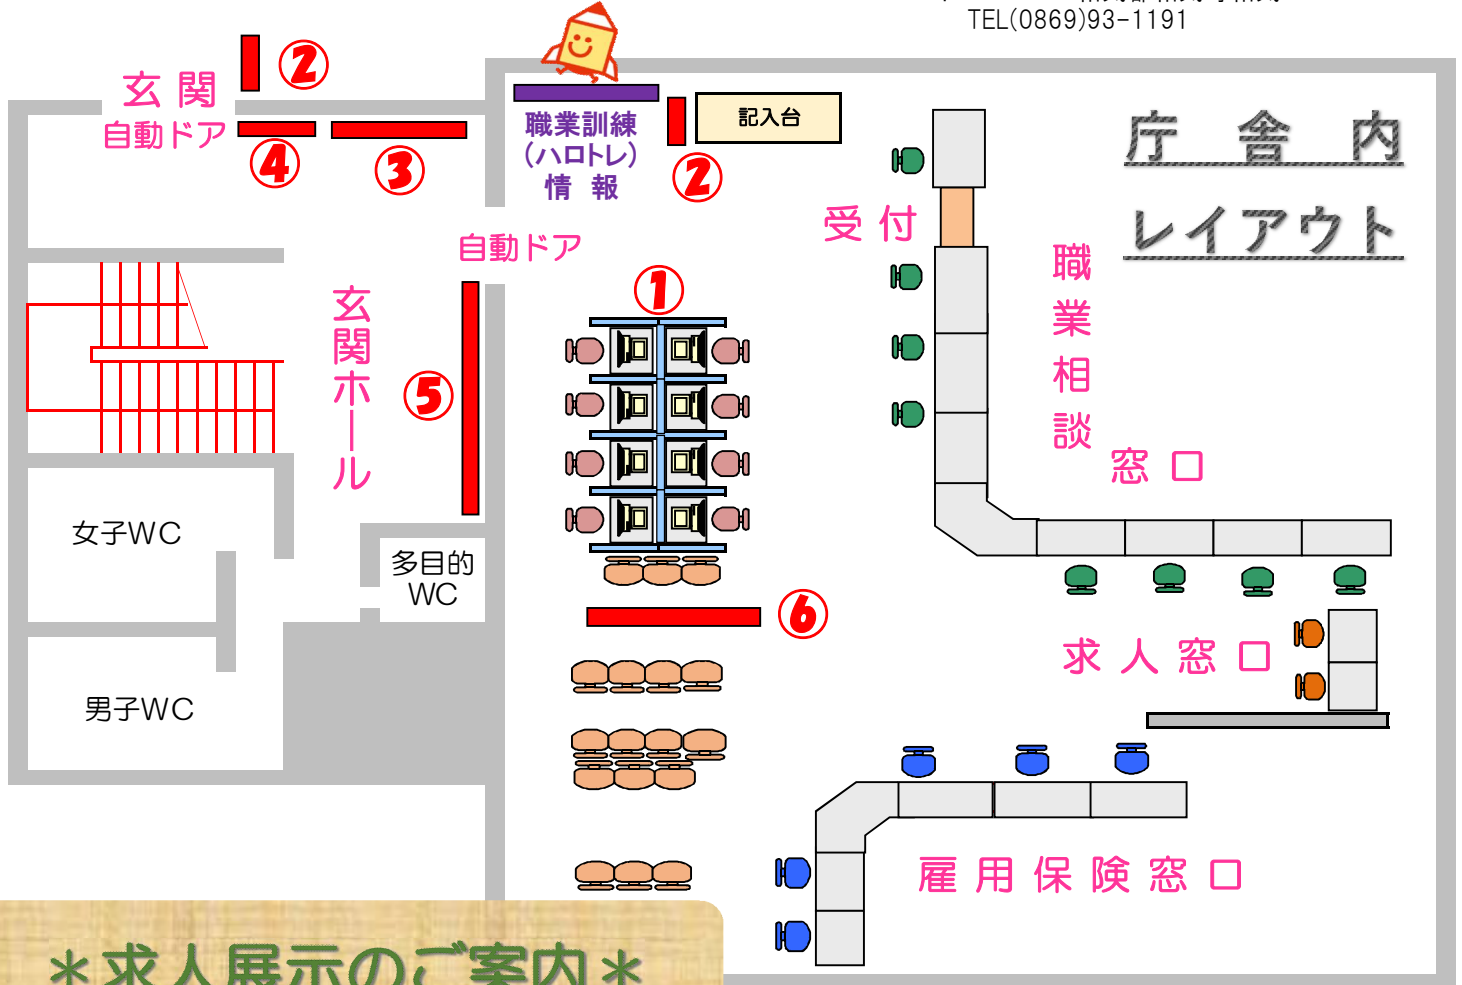 TEL(0869)93-1191
庁舎内
レイアウト
②
玄関
自動ドア
④
③
職業訓練
(ハロトレ)
情報
②
記入台
受付
自動ドア
①
職業相談
窓口
玄関ホール
⑤
女子WC
多目的
WC
⑥
求人窓口
男子WC
雇用保険窓口
＊求人展示のご案内＊